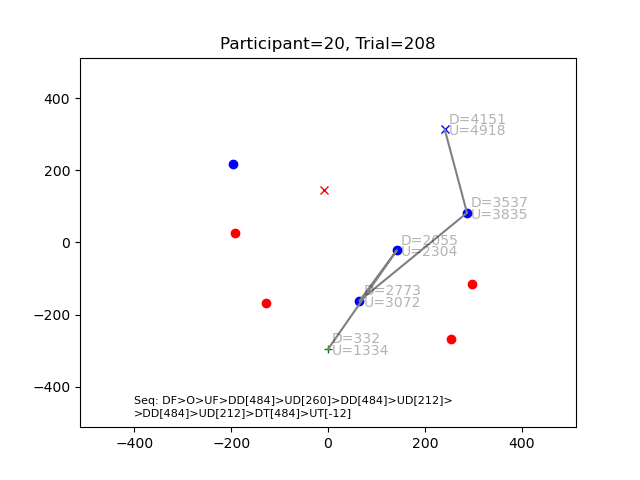 Participant=20, Trial=208
400
200
0
−200
−400
D=4151
U=4918
D=3537
U=3835
D=2055
U=2304
D=2773
U=3072
D=332
U=1334
Seq: DF>O>UF>DD[484]>UD[260]>DD[484]>UD[212]>
>DD[484]>UD[212]>DT[484]>UT[-12]
−400 −200 0 200 400